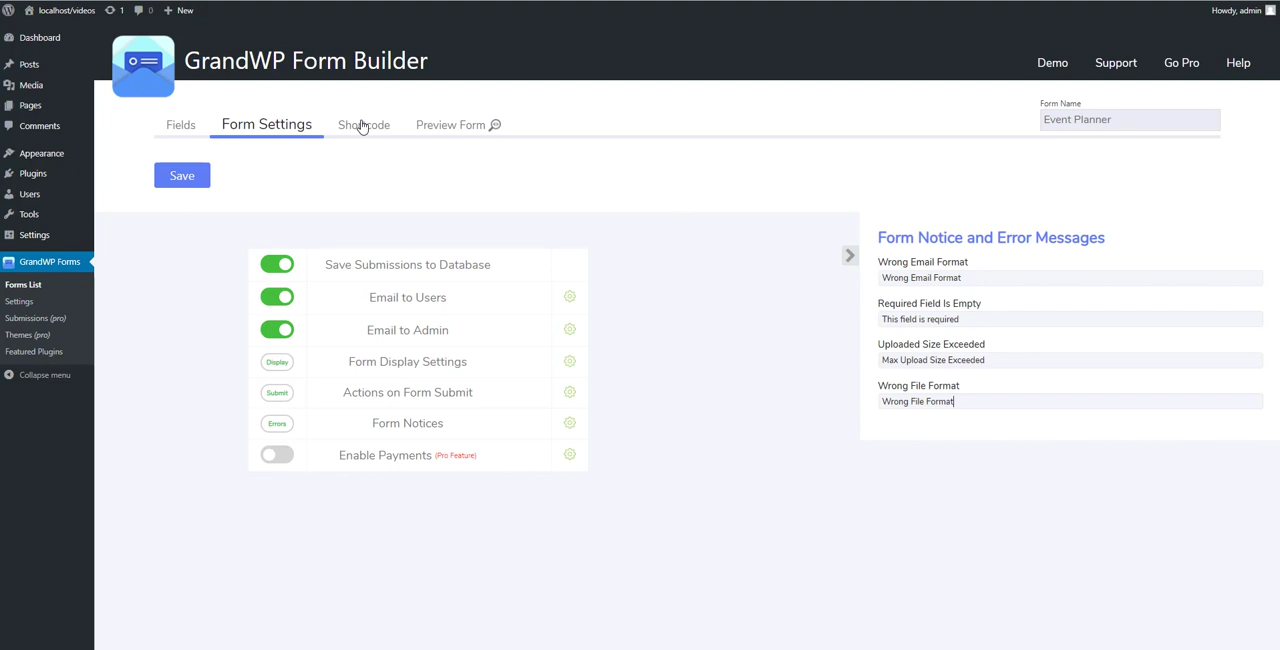 localhost/videos 1 0 New
Howdy, admin
Dashboard
Posts
Media
Pages
Comments
Appearance
Plugins
Users
Tools
Settings
GrandWP Forms
Forms List
Settings
Submissions (pro)
Themes (pro)
Featured Plugins
Collapse menu
GrandWP Form Builder
Demo Support Go Pro Help
Fields Form Settings Shortcode Preview Form
Form Name
Event Planner
Save
Save Submissions to Database
Email to Users
Email to Admin
Display Form Display Settings
Submit Actions on Form Submit
Errors Form Notices
Enable Payments (Pro Feature)
Form Notice and Error Messages
Wrong Email Format
Wrong Email Format
Required Field Is Empty
This field is required
Uploaded Size Exceeded
Max Upload Size Exceeded
Wrong File Format
Wrong File Format